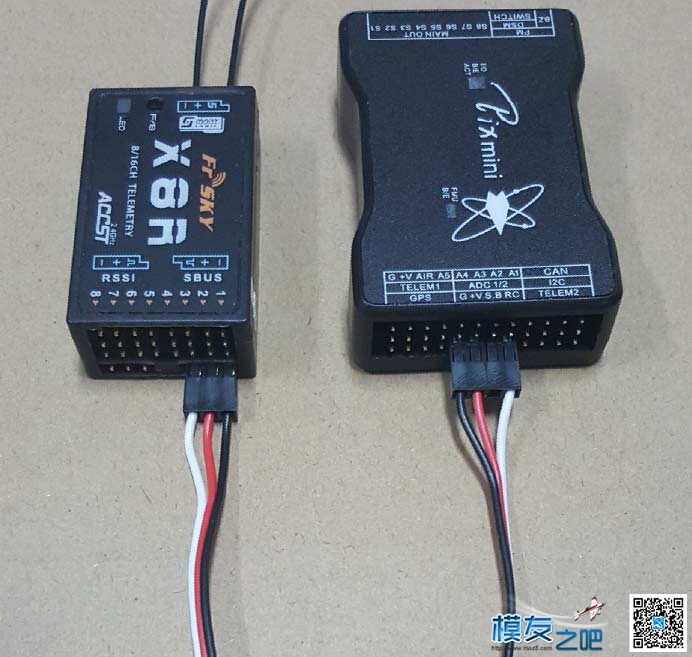 FrSKY
X8R
8/16CH TELEMETRY
ACCST
2.4GHz
LED
F/S
RSSI
SBUS
8 7 6 5 4 3 2 1
BZ
SWITCH
DSM
PM
MAIN OUT
S8 S7 S6 S5 S4 S3 S2 S1
I/O
B/E
ACT
Pixmini
FMU
B/E
G +V AIR A5 A4 A3 A2 A1 CAN
TELEM1 ADC 1/2 I2C
GPS G +V S.B RC TELEM2
模友之吧
http://www.moz8.com